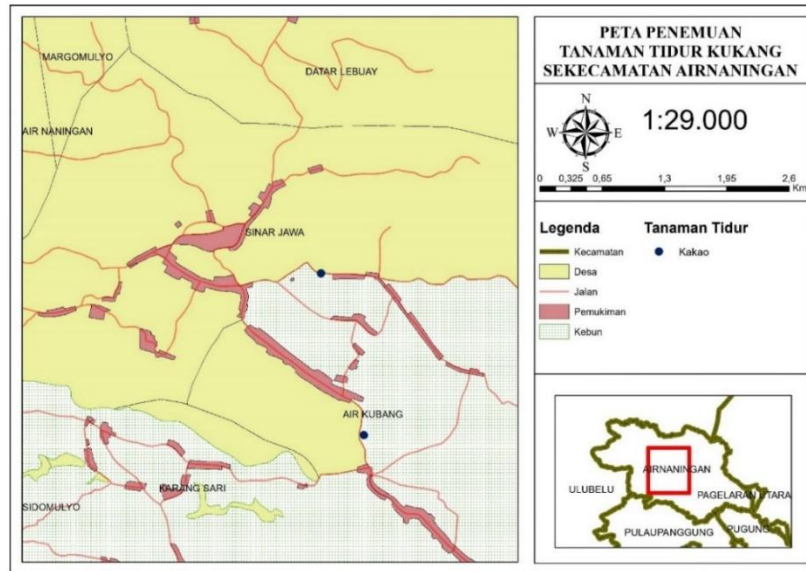 MARGOMULYO
DATAR LEBUAY
AIR NANINGAN
SINAR JAWA
AIR KUBANG
KARANG SARI
SIDOMULYO
PETA PENEMUAN
TANAMAN TIDUR KUKANG
SEKECAMATAN AIRNANINGAN
N
W E
S
1:29.000
0 0,325 0,65 1,3 1,95 2,6
Km
Legenda
Kecamatan
Desa
Jalan
Pemukiman
Kebun
Tanaman Tidur
Kakao
AIRNANINGAN
ULUBELU
PAGELARAN UTARA
PUGUNG
PULAUPANGGUNG